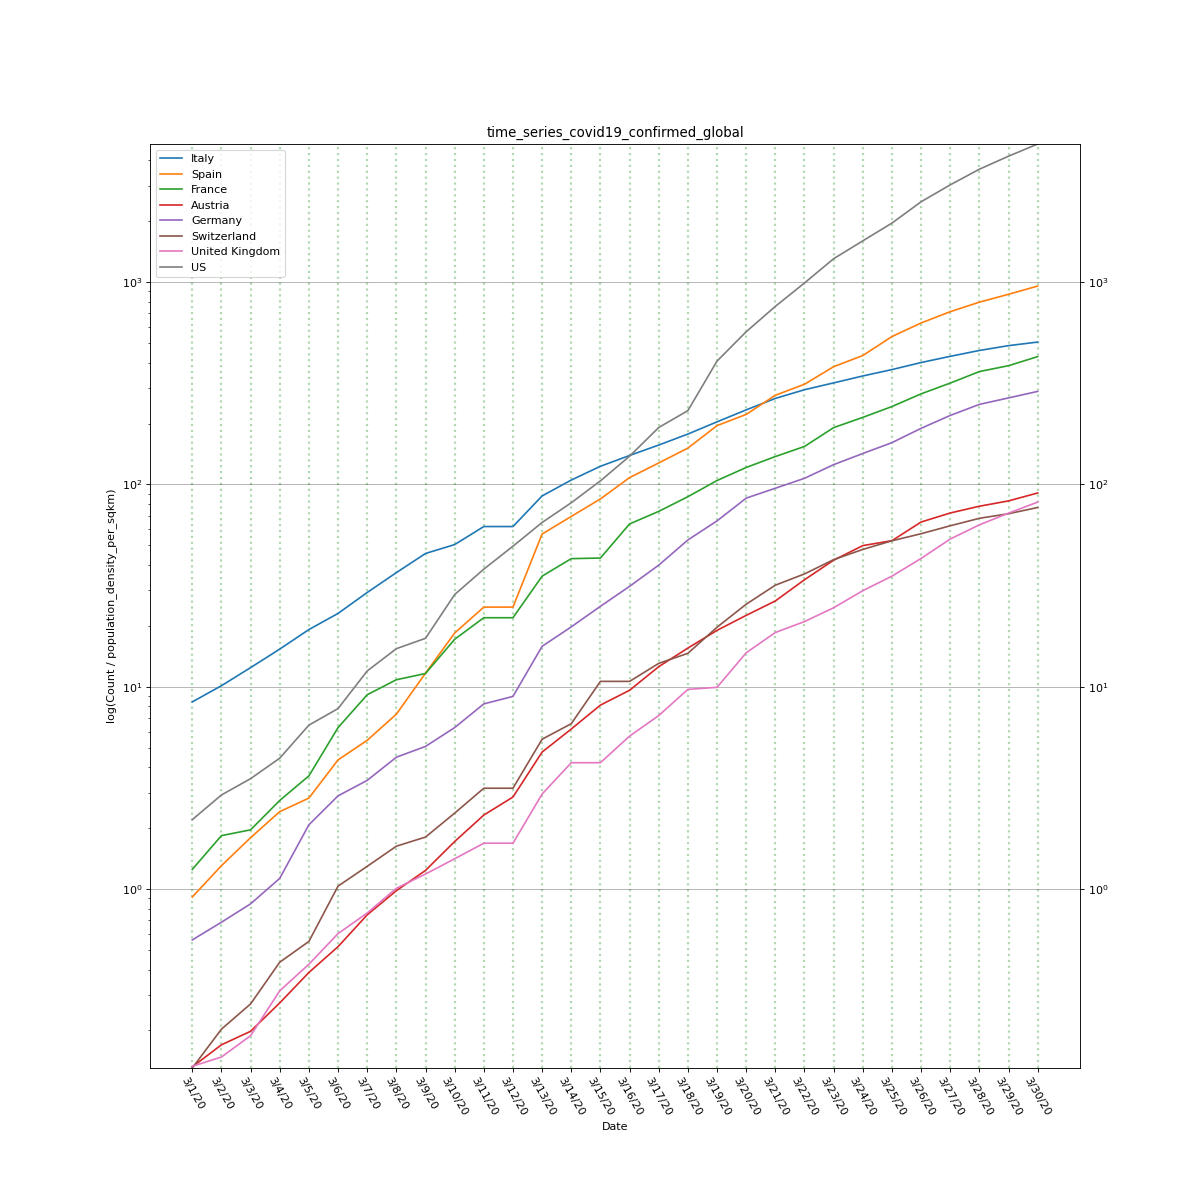 time_series_covid19_confirmed_global
Italy
Spain
France
Austria
Germany
Switzerland
United Kingdom
US
10³ 10³
10² 10²
10¹ 10¹
10⁰ 10⁰
log(Count / population_density_per_sqkm)
3/1/20 3/2/20 3/3/20 3/4/20 3/5/20 3/6/20 3/7/20 3/8/20 3/9/20 3/10/20 3/11/20 3/12/20 3/13/20 3/14/20 3/15/20 3/16/20 3/17/20 3/18/20 3/19/20 3/20/20 3/21/20 3/22/20 3/23/20 3/24/20 3/25/20 3/26/20 3/27/20 3/28/20 3/29/20 3/30/20
Date